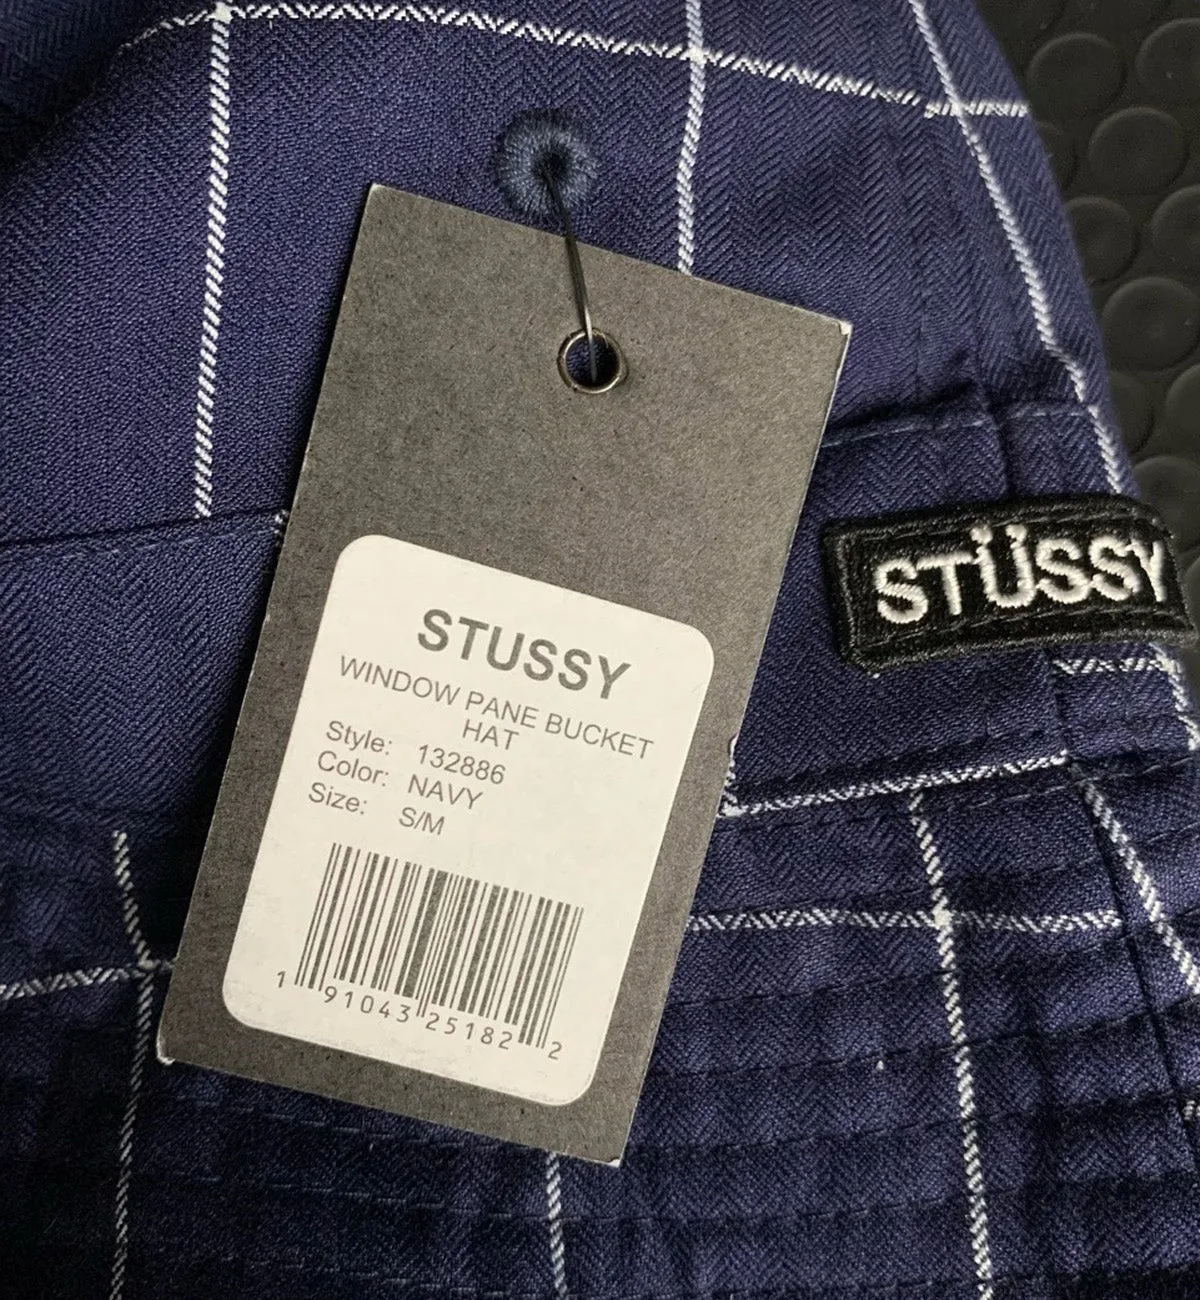 STÜSSY
STUSSY
WINDOW PANE BUCKET
HAT
Style: 132886
Color: NAVY
Size: S/M
1 91043 25182 2